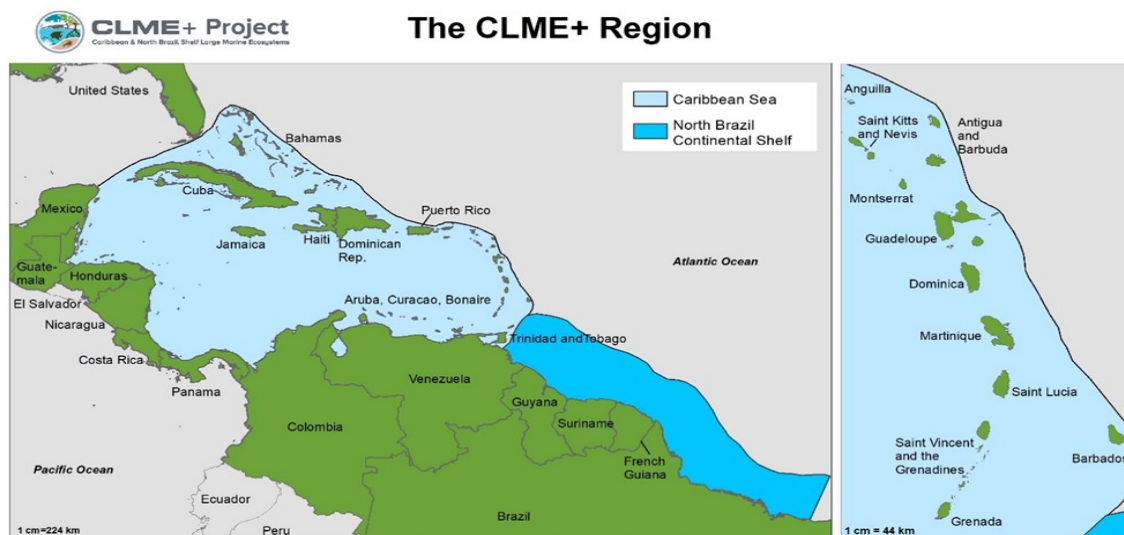 CLME+ Project
Caribbean & North Brazil Shelf Large Marine Ecosystems
The CLME+ Region
United States
Bahamas
Caribbean Sea
North Brazil
Continental Shelf
Mexico
Cuba
Puerto Rico
Jamaica
Haiti
Dominican
Rep.
Guate-
mala
Honduras
Atlantic Ocean
El Salvador
Aruba, Curacao, Bonaire
Nicaragua
Trinidad andTobago
Costa Rica
Panama
Venezuela
Guyana
Colombia
Suriname
French
Guiana
Pacific Ocean
Ecuador
Peru
Brazil
1 cm=224 km
Anguilla
Saint Kitts
and Nevis
Antigua
and
Barbuda
Montserrat
Guadeloupe
Dominica
Martinique
Saint Lucia
Saint Vincent
and the
Grenadines
Barbados
Grenada
1 cm = 44 km